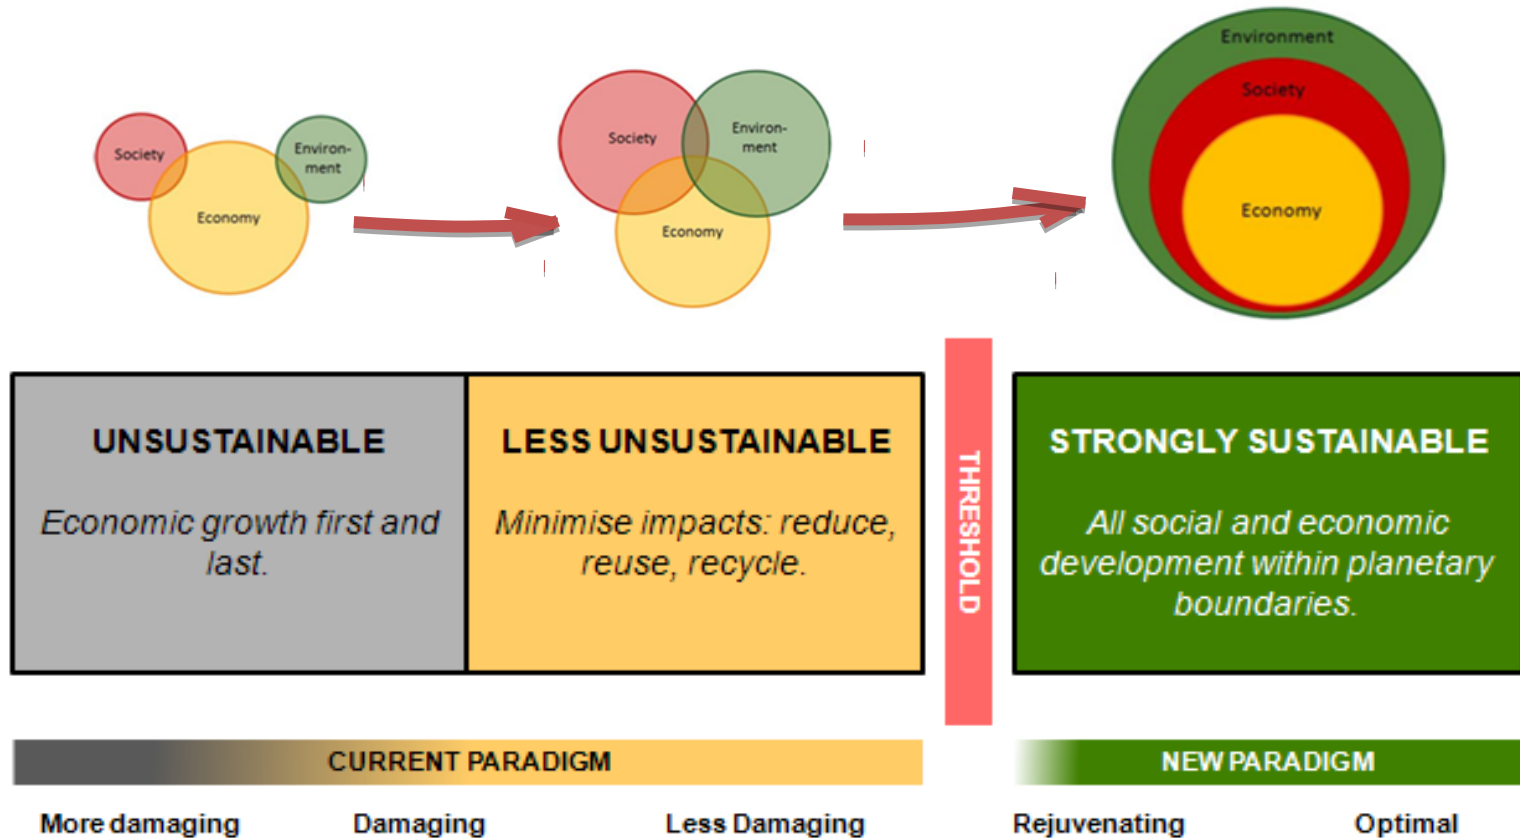 Society
Environ-
ment
Economy
Society
Environ-
ment
Economy
Environment
Society
Economy
UNSUSTAINABLE
Economic growth first and
last.
LESS UNSUSTAINABLE
Minimise impacts: reduce,
reuse, recycle.
THRESHOLD
STRONGLY SUSTAINABLE
All social and economic
development within planetary
boundaries.
CURRENT PARADIGM
NEW PARADIGM
More damaging
Damaging
Less Damaging
Rejuvenating
Optimal